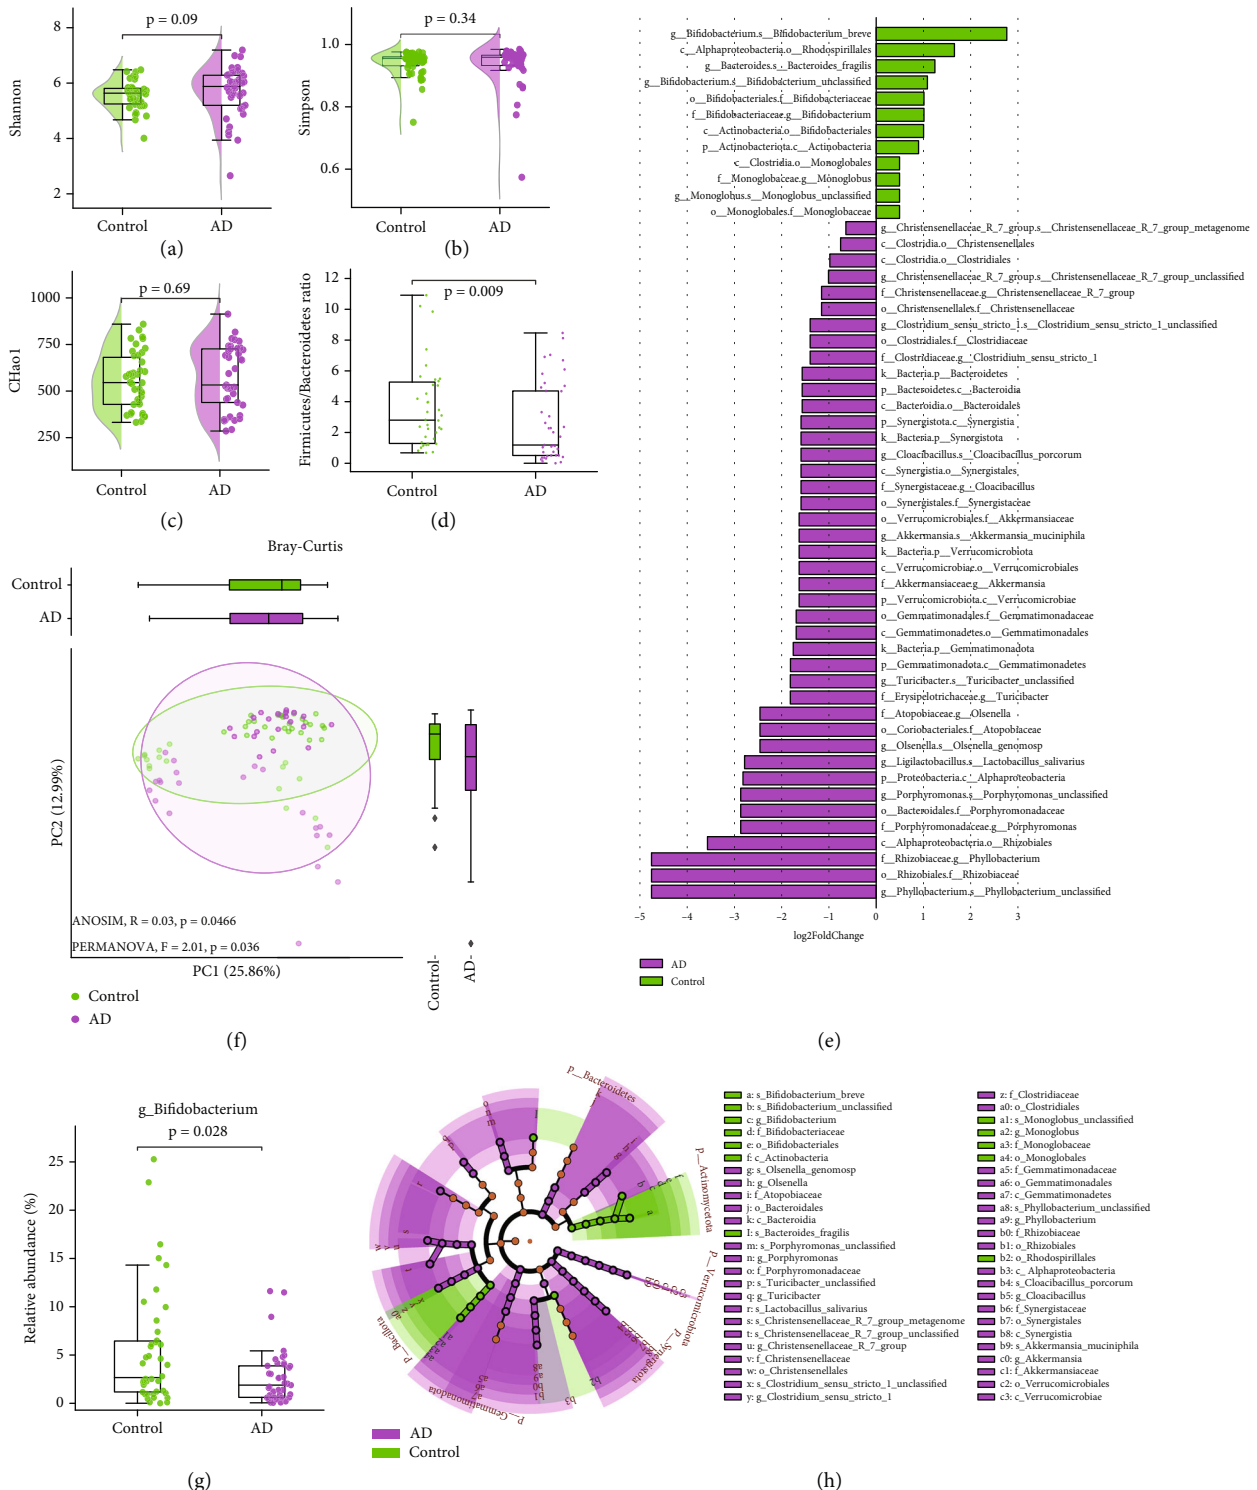 p = 0.09
Shannon
8
6
4
2
Control
AD
(a)
p = 0.34
Simpson
1.0
0.8
0.6
Control
AD
(b)
p = 0.69
CHao1
1000
750
500
250
Control
AD
(c)
p = 0.009
Firmicutes/Bacteroidetes ratio
12
10
8
6
4
2
0
Control
AD
(d)
g__Bifidobacterium.s__Bifidobacterium_breve
c__Alphaproteobacteria.o__Rhodospirillales
g__Bacteroides.s__Bacteroides_fragilis
g__Bifidobacterium.s__Bifidobacterium_unclassified
o__Bifidobacteriales.f__Bifidobacteriaceae
f__Bifidobacteriaceae.g__Bifidobacterium
c__Actinobacteria.o__Bifidobacteriales
p__Actinobacteriota.c__Actinobacteria
c__Clostridia.o__Monoglobales
f__Monoglobaceae.g__Monoglobus
g__Monoglobus.s__Monoglobus_unclassified
o__Monoglobales.f__Monoglobaceae
g__Christensenellaceae_R_7_group.s__Christensenellaceae_R_7_group_metagenome
c__Clostridia.o__Christensenellales
c__Clostridia.o__Clostridiales
g__Christensenellaceae_R_7_group.s__Christensenellaceae_R_7_group_unclassified
f__Christensenellaceae.g__Christensenellaceae_R_7_group
o__Christensenellales.f__Christensenellaceae
g__Clostridium_sensu_stricto_1.s__Clostridium_sensu_stricto_1_unclassified
o__Clostridiales.f__Clostridiaceae
f__Clostridiaceae.g__Clostridium_sensu_stricto_1
k__Bacteria.p__Bacteroidetes
p__Bacteroidetes.c__Bacteroidia
c__Bacteroidia.o__Bacteroidales
p__Synergistota.c__Synergistia
k__Bacteria.p__Synergistota
g__Cloacibacillus.s__Cloacibacillus_porcorum
c__Synergistia.o__Synergistales
f__Synergistaceae.g__Cloacibacillus
o__Synergistales.f__Synergistaceae
o__Verrucomicrobiales.f__Akkermansiaceae
g__Akkermansia.s__Akkermansia_muciniphila
k__Bacteria.p__Verrucomicrobiota
c__Verrucomicrobiae.o__Verrucomicrobiales
f__Akkermansiaceae.g__Akkermansia
p__Verrucomicrobiota.c__Verrucomicrobiae
o__Gemmatimonadales.f__Gemmatimonadaceae
c__Gemmatimonadetes.o__Gemmatimonadales
k__Bacteria.p__Gemmatimonadota
p__Gemmatimonadota.c__Gemmatimonadetes
g__Turicibacter.s__Turicibacter_unclassified
f__Erysipelotrichaceae.g__Turicibacter
f__Atopobiaceae.g__Olsenella
o__Coriobacteriales.f__Atopobiaceae
g__Olsenella.s__Olsenella_genomosp
g__Ligilactobacillus.s__Lactobacillus_salivarius
p__Proteobacteria.c__Alphaproteobacteria
g__Porphyromonas.s__Porphyromonas_unclassified
o__Bacteroidales.f__Porphyromonadaceae
f__Porphyromonadaceae.g__Porphyromonas
c__Alphaproteobacteria.o__Rhizobiales
f__Rhizobiaceae.g__Phyllobacterium
o__Rhizobiales.f__Rhizobiaceae
g__Phyllobacterium.s__Phyllobacterium_unclassified
−5 −4 −3 −2 −1 0 1 2 3
log2FoldChange
AD
Control
(e)
Bray-Curtis
Control
AD
PC2 (12.99%)
ANOSIM, R = 0.03, p = 0.0466
PERMANOVA, F = 2.01, p = 0.036
PC1 (25.86%)
Control-
AD-
Control
AD
(f)
g_Bifidobacterium
p = 0.028
Relative abundance (%)
25
20
15
10
5
0
Control
AD
(g)
p__Bacteroidetes
p__Actinomycetota
p__Verrucomicrobiota
p__Synergistota
p__Gemmatimonadota
p__Bacillota
AD
Control
a: s_Bifidobacterium_breve
b: s_Bifidobacterium_unclassified
c: g_Bifidobacterium
d: f_Bifidobacteriaceae
e: o_Bifidobacteriales
f: c_Actinobacteria
g: s_Olsenella_genomosp
h: g_Olsenella
i: f_Atopobiaceae
j: o_Bacteroidales
k: c_Bacteroidia
l: s_Bacteroides_fragilis
m: s_Porphyromonas_unclassified
n: g_Porphyromonas
o: f_Porphyromonadaceae
p: s_Turicibacter_unclassified
q: g_Turicibacter
r: s_Lactobacillus_salivarius
s: s_Christensenellaceae_R_7_group_metagenome
t: s_Christensenellaceae_R_7_group_unclassified
u: g_Christensenellaceae_R_7_group
v: f_Christensenellaceae
w: o_Christensenellales
x: s_Clostridium_sensu_stricto_1_unclassified
y: g_Clostridium_sensu_stricto_1
z: f_Clostridiaceae
a0: o_Clostridiales
a1: s_Monoglobus_unclassified
a2: g_Monoglobus
a3: f_Monoglobaceae
a4: o_Monoglobales
a5: f_Gemmatimonadaceae
a6: o_Gemmatimonadales
a7: c_Gemmatimonadetes
a8: s_Phyllobacterium_unclassified
a9: g_Phyllobacterium
b0: f_Rhizobiaceae
b1: o_Rhizobiales
b2: o_Rhodospirillales
b3: c_Alphaproteobacteria
b4: s_Cloacibacillus_porcorum
b5: g_Cloacibacillus
b6: f_Synergistaceae
b7: o_Synergistales
b8: c_Synergistia
b9: s_Akkermansia_muciniphila
c0: g_Akkermansia
c1: f_Akkermansiaceae
c2: o_Verrucomicrobiales
c3: c_Verrucomicrobiae
(h)